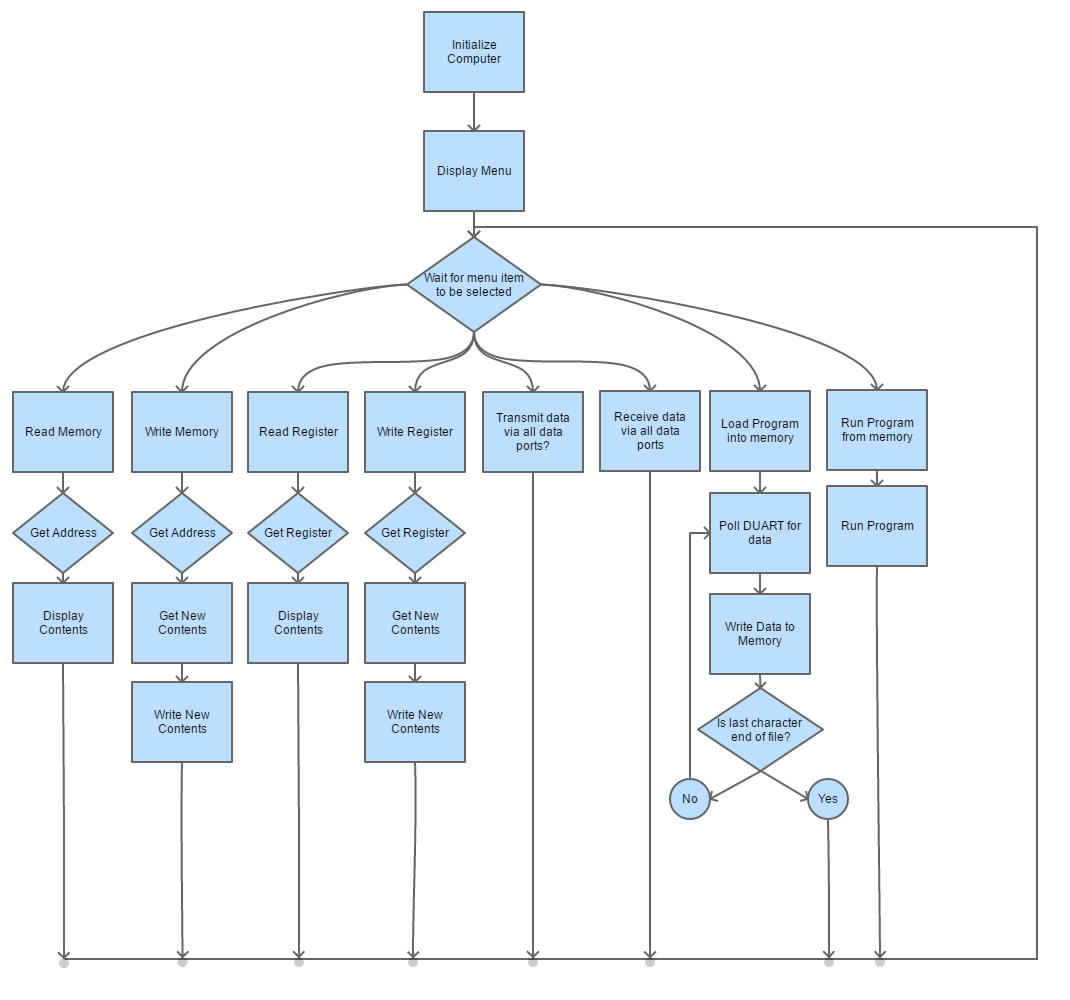 Initialize
Computer
Display Menu
Wait for menu item
to be selected
Read Memory
Write Memory
Read Register
Write Register
Transmit data
via all data
ports?
Receive data
via all data
ports
Load Program
into memory
Run Program
from memory
Get Address
Get Address
Get Register
Get Register
Poll DUART for
data
Run Program
Display
Contents
Get New
Contents
Display
Contents
Get New
Contents
Write Data to
Memory
Write New
Contents
Write New
Contents
Is last character
end of file?
No
Yes